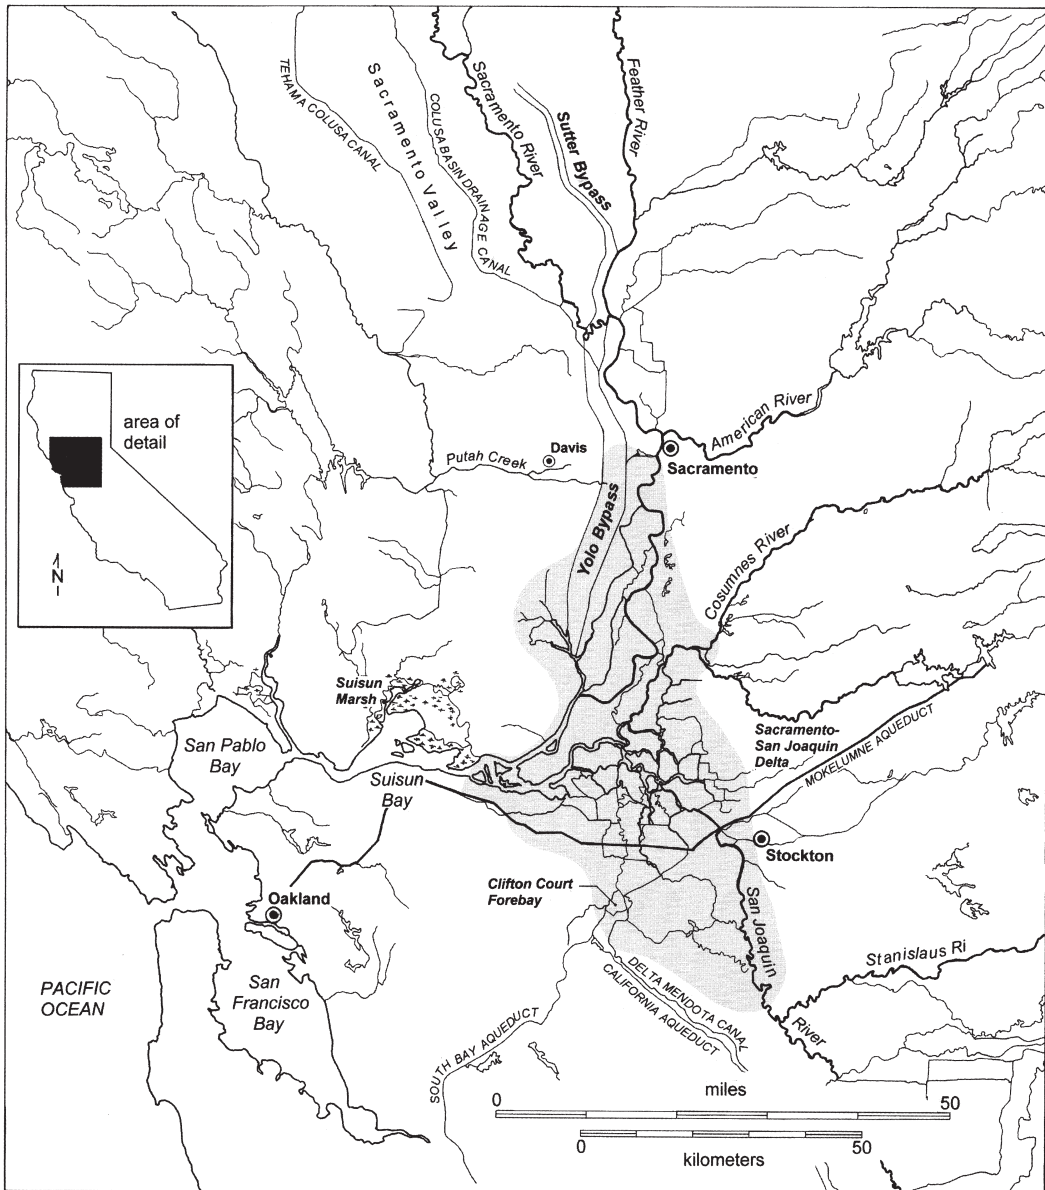 TEHAMA COLUSA CANAL
Sacramento Valley
COLUSA BASIN DRAINAGE CANAL
Sacramento River
Sutter Bypass
Feather River
area of
detail
N
American River
Davis
Putah Creek
Sacramento
Yolo Bypass
Cosumnes River
Suisun
Marsh
San Pablo
Bay
Suisun
Bay
Sacramento-
San Joaquin
Delta
MOKELUMNE AQUEDUCT
Stockton
Clifton Court
Forebay
Oakland
San Joaquin
River
Stanislaus Ri
PACIFIC
OCEAN
San
Francisco
Bay
DELTA MENDOTA CANAL
CALIFORNIA AQUEDUCT
SOUTH BAY AQUEDUCT
miles
0 50
0 50
kilometers